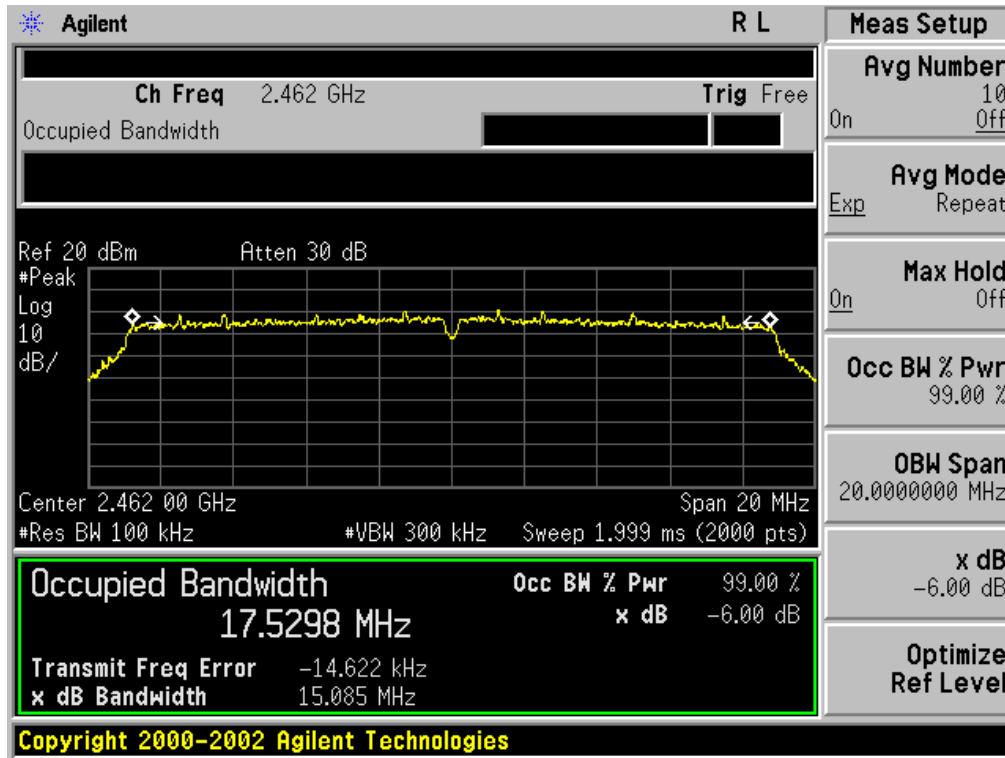 Agilent R L
Ch Freq 2.462 GHz Trig Free
Occupied Bandwidth
Ref 20 dBm Atten 30 dB
#Peak
Log
10
dB/
Center 2.462 00 GHz Span 20 MHz
#Res BW 100 kHz #VBW 300 kHz Sweep 1.999 ms (2000 pts)
Occupied Bandwidth Occ BW % Pwr 99.00 %
17.5298 MHz x dB -6.00 dB
Transmit Freq Error -14.622 kHz
x dB Bandwidth 15.085 MHz
Copyright 2000-2002 Agilent Technologies
Meas Setup
Avg Number
10
On Off
Avg Mode
Exp Repeat
Max Hold
On Off
Occ BW % Pwr
99.00 %
OBW Span
20.0000000 MHz
x dB
-6.00 dB
Optimize
Ref Level